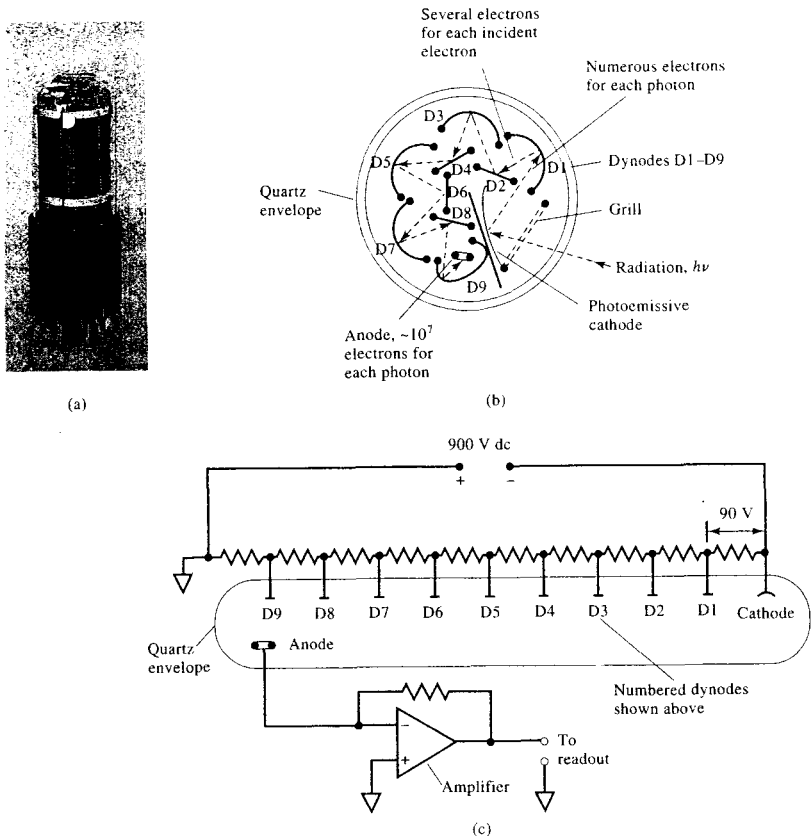 Several electrons
for each incident
electron
Numerous electrons
for each photon
D3
D5
D4
D1
D2
Dynodes D1–D9
Quartz
envelope
D6
D8
Grill
D7
Radiation, hν
D9
Photoemissive
cathode
Anode, ~10⁷
electrons for
each photon
(a)
(b)
900 V dc
+ −
90 V
D9 D8 D7 D6 D5 D4 D3 D2 D1 Cathode
Quartz
envelope
Anode
Numbered dynodes
shown above
−
+
To
readout
Amplifier
(c)